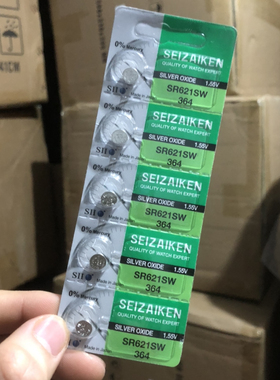 0% 
SEIZAIKEN
QUALITY OF WATCH EXPERT
SILVER OXIDE 1.55V
SR621SW
364
SEIZAIKEN
QUALITY OF WATCH EXPERT
SILVER OXIDE 1.55V
SR621SW
364
SEIZAIKEN
QUALITY OF WATCH EXPERT
SILVER OXIDE 1.55V
SR621SW
364
SEIZAIKEN
QUALITY OF WATCH EXPERT
SILVER OXIDE 1.55V
SR621SW
364
SEIZAIKEN
QUALITY OF WATCH EXPERT
SILVER OXIDE 1.55V
SR621SW
364